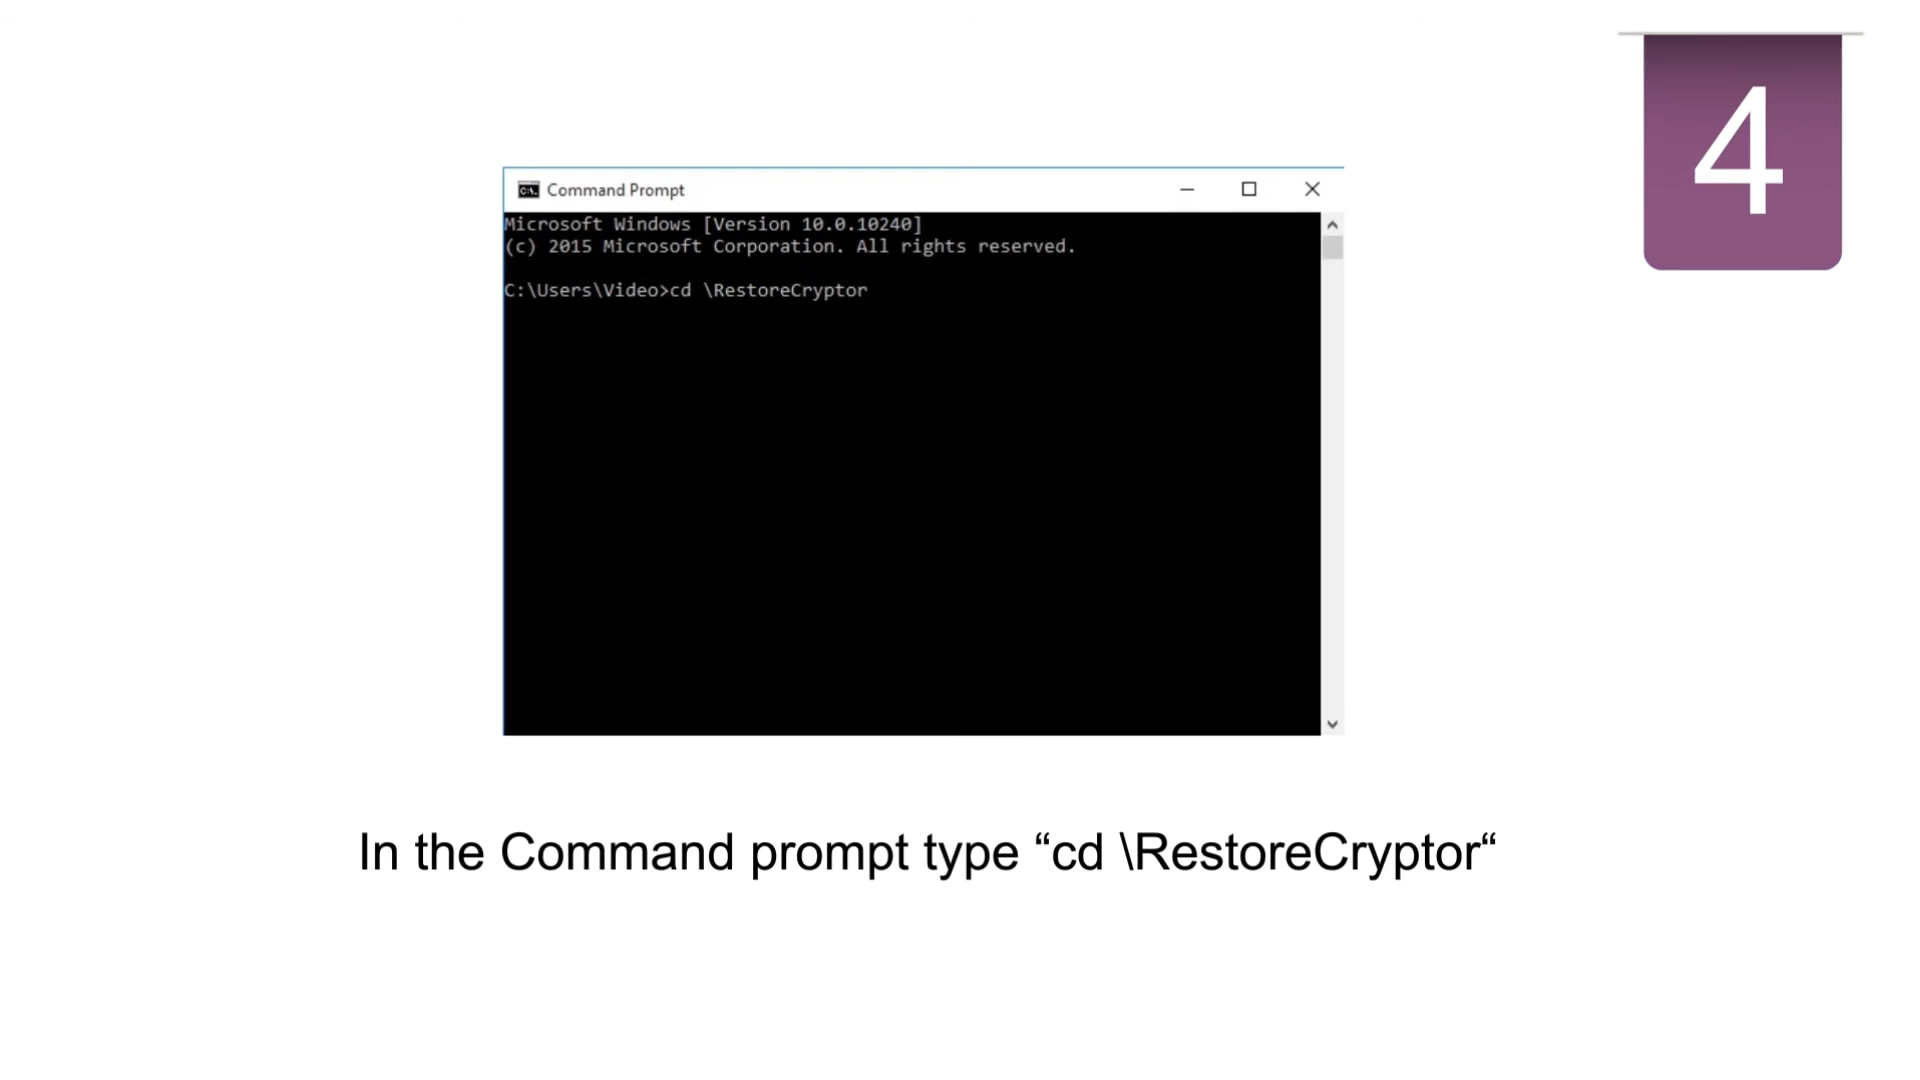 4
Command Prompt
Microsoft Windows [Version 10.0.10240]
(c) 2015 Microsoft Corporation. All rights reserved.
C:\Users\Video>cd \RestoreCryptor
In the Command prompt type “cd \RestoreCryptor“